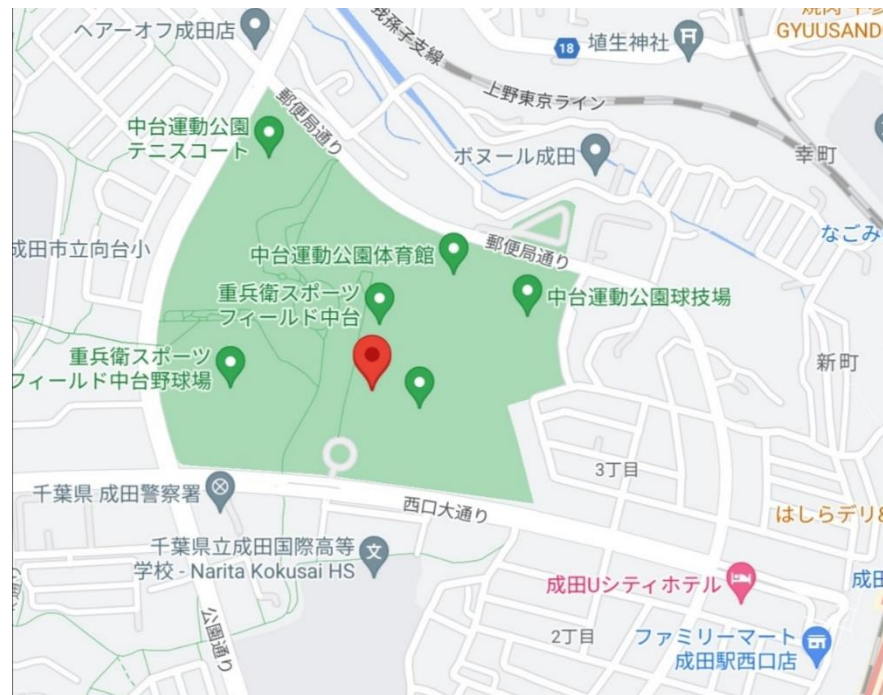 ヘアーオフ成田店
我孫子支線
18
埴生神社
GYUUSAND
上野東京ライン
郵便局通り
中台運動公園
テニスコート
ボヌール成田
幸町
なごみ
成田市立向台小
中台運動公園体育館
郵便局通り
重兵衛スポーツ
フィールド中台
中台運動公園球技場
重兵衛スポーツ
フィールド中台野球場
新町
3丁目
千葉県 成田警察署
西口大通り
はしらデリ&
千葉県立成田国際高等
学校 - Narita Kokusai HS
成田Uシティホテル
成田
公園通り
2丁目
ファミリーマート
成田駅西口店